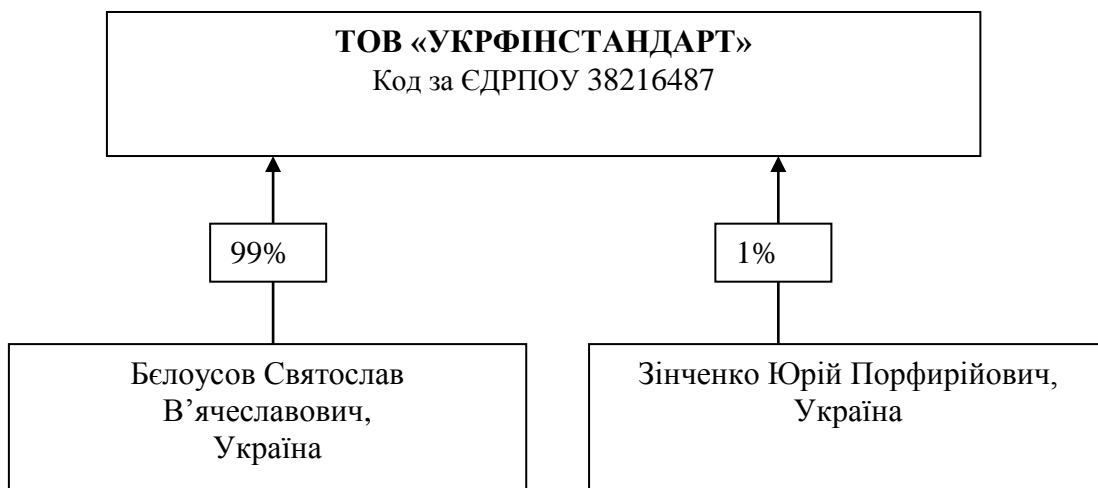 ТОВ «УКРФІНСТАНДАРТ»
Код за ЄДРПОУ 38216487
99%
1%
Бєлоусов Святослав
В’ячеславович,
Україна
Зінченко Юрій Порфирійович,
Україна